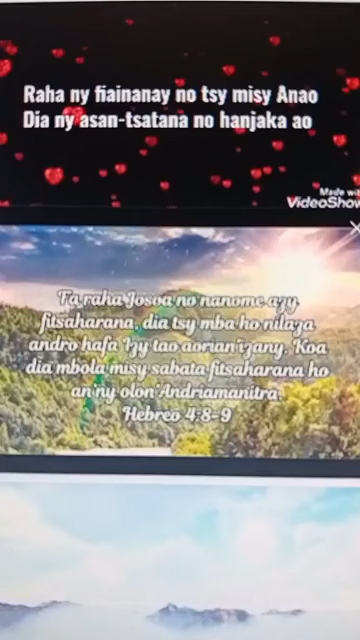 Raha ny fiainanay no tsy misy Anao
Dia ny asan-tsatana no hanjaka ao
Made wi
VideoShow
Fa raha Josoa no nanome azy
fitsaharana, dia tsy mba ho nilaza
andro hafa Izy tao aorian'izany. Koa
dia mbola misy sabata fitsaharana ho
an'ny olon'Andriamanitra.
Hebreo 4:8-9